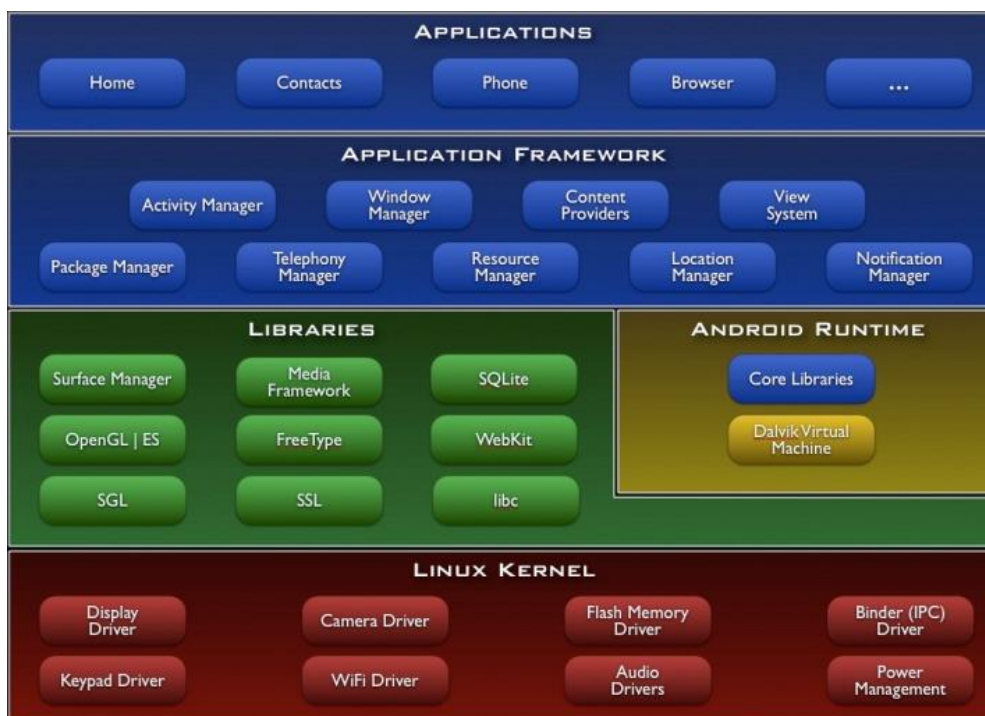 APPLICATIONS
Home
Contacts
Phone
Browser
...
APPLICATION FRAMEWORK
Activity Manager
Window
Manager
Content
Providers
View
System
Package Manager
Telephony
Manager
Resource
Manager
Location
Manager
Notification
Manager
LIBRARIES
Surface Manager
Media
Framework
SQLite
OpenGL | ES
FreeType
WebKit
SGL
SSL
libc
ANDROID RUNTIME
Core Libraries
Dalvik Virtual
Machine
LINUX KERNEL
Display
Driver
Camera Driver
Flash Memory
Driver
Binder (IPC)
Driver
Keypad Driver
WiFi Driver
Audio
Drivers
Power
Management